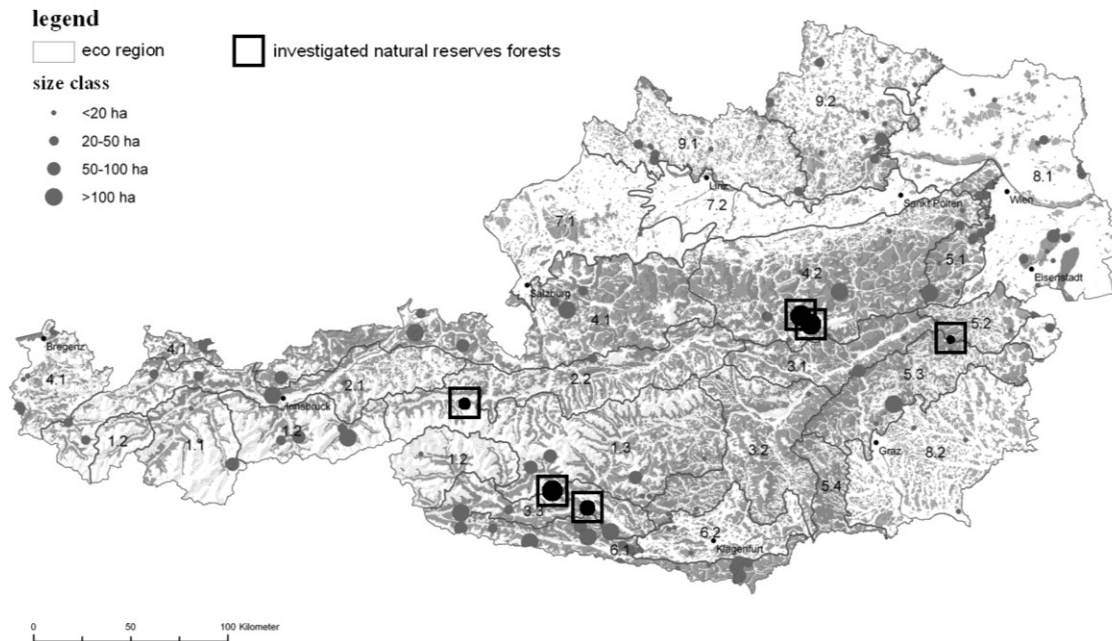 legend
eco region
investigated natural reserves forests
size class
<20 ha
20-50 ha
50-100 ha
>100 ha
9.2
9.1
8.1
Linz
7.2
Sankt Pölten
Wien
7.1
5.1
4.2
Eisenstadt
Salzburg
4.1
5.2
Bregenz
4.1
3.1
5.3
4.1
2.2
2.1
Innsbruck
1.2
1.1
1.2
1.3
1.2
3.2
Graz
8.2
5.4
3.3
6.2
Klagenfurt
6.1
0
50
100 Kilometer